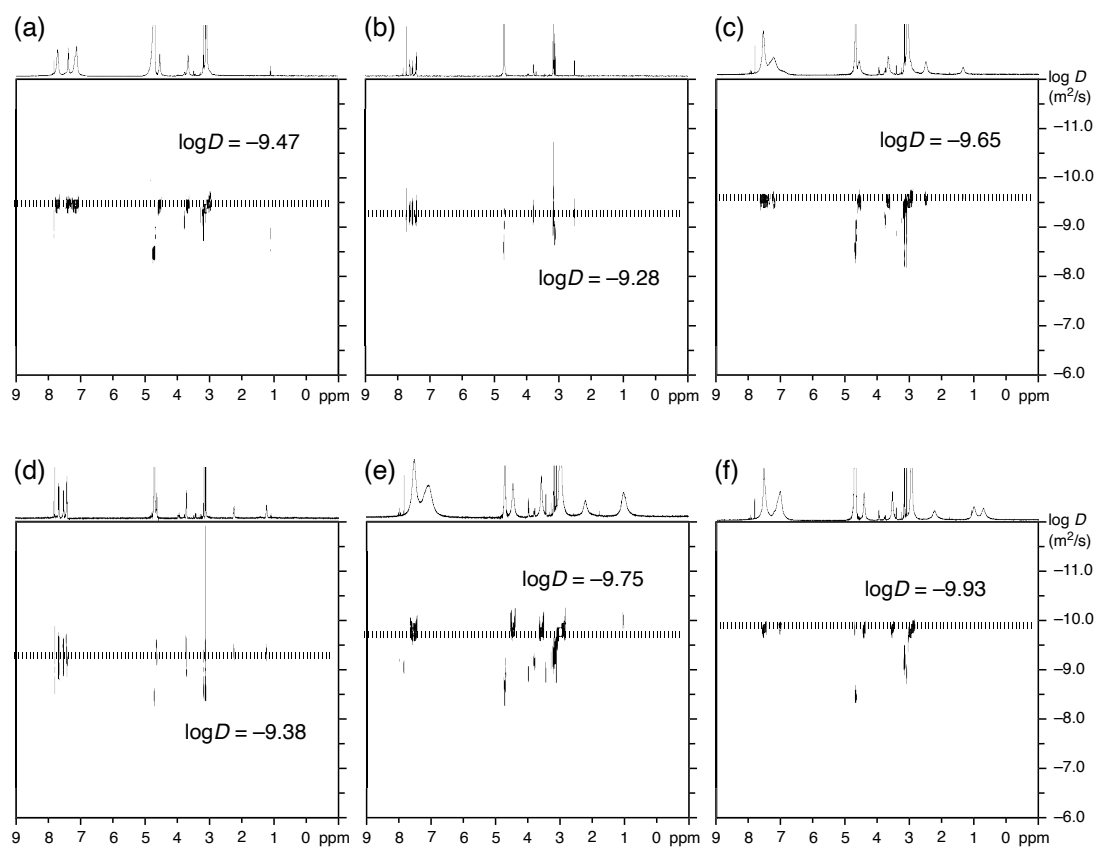 (a)
(b)
(c)
log D
(m²/s)
logD = –9.47
logD = –9.28
logD = –9.65
–11.0
–10.0
–9.0
–8.0
–7.0
–6.0
9 8 7 6 5 4 3 2 1 0 ppm
9 8 7 6 5 4 3 2 1 0 ppm
9 8 7 6 5 4 3 2 1 0 ppm
(d)
(e)
(f)
log D
(m²/s)
logD = –9.38
logD = –9.75
logD = –9.93
–11.0
–10.0
–9.0
–8.0
–7.0
–6.0
9 8 7 6 5 4 3 2 1 0 ppm
9 8 7 6 5 4 3 2 1 0 ppm
9 8 7 6 5 4 3 2 1 0 ppm